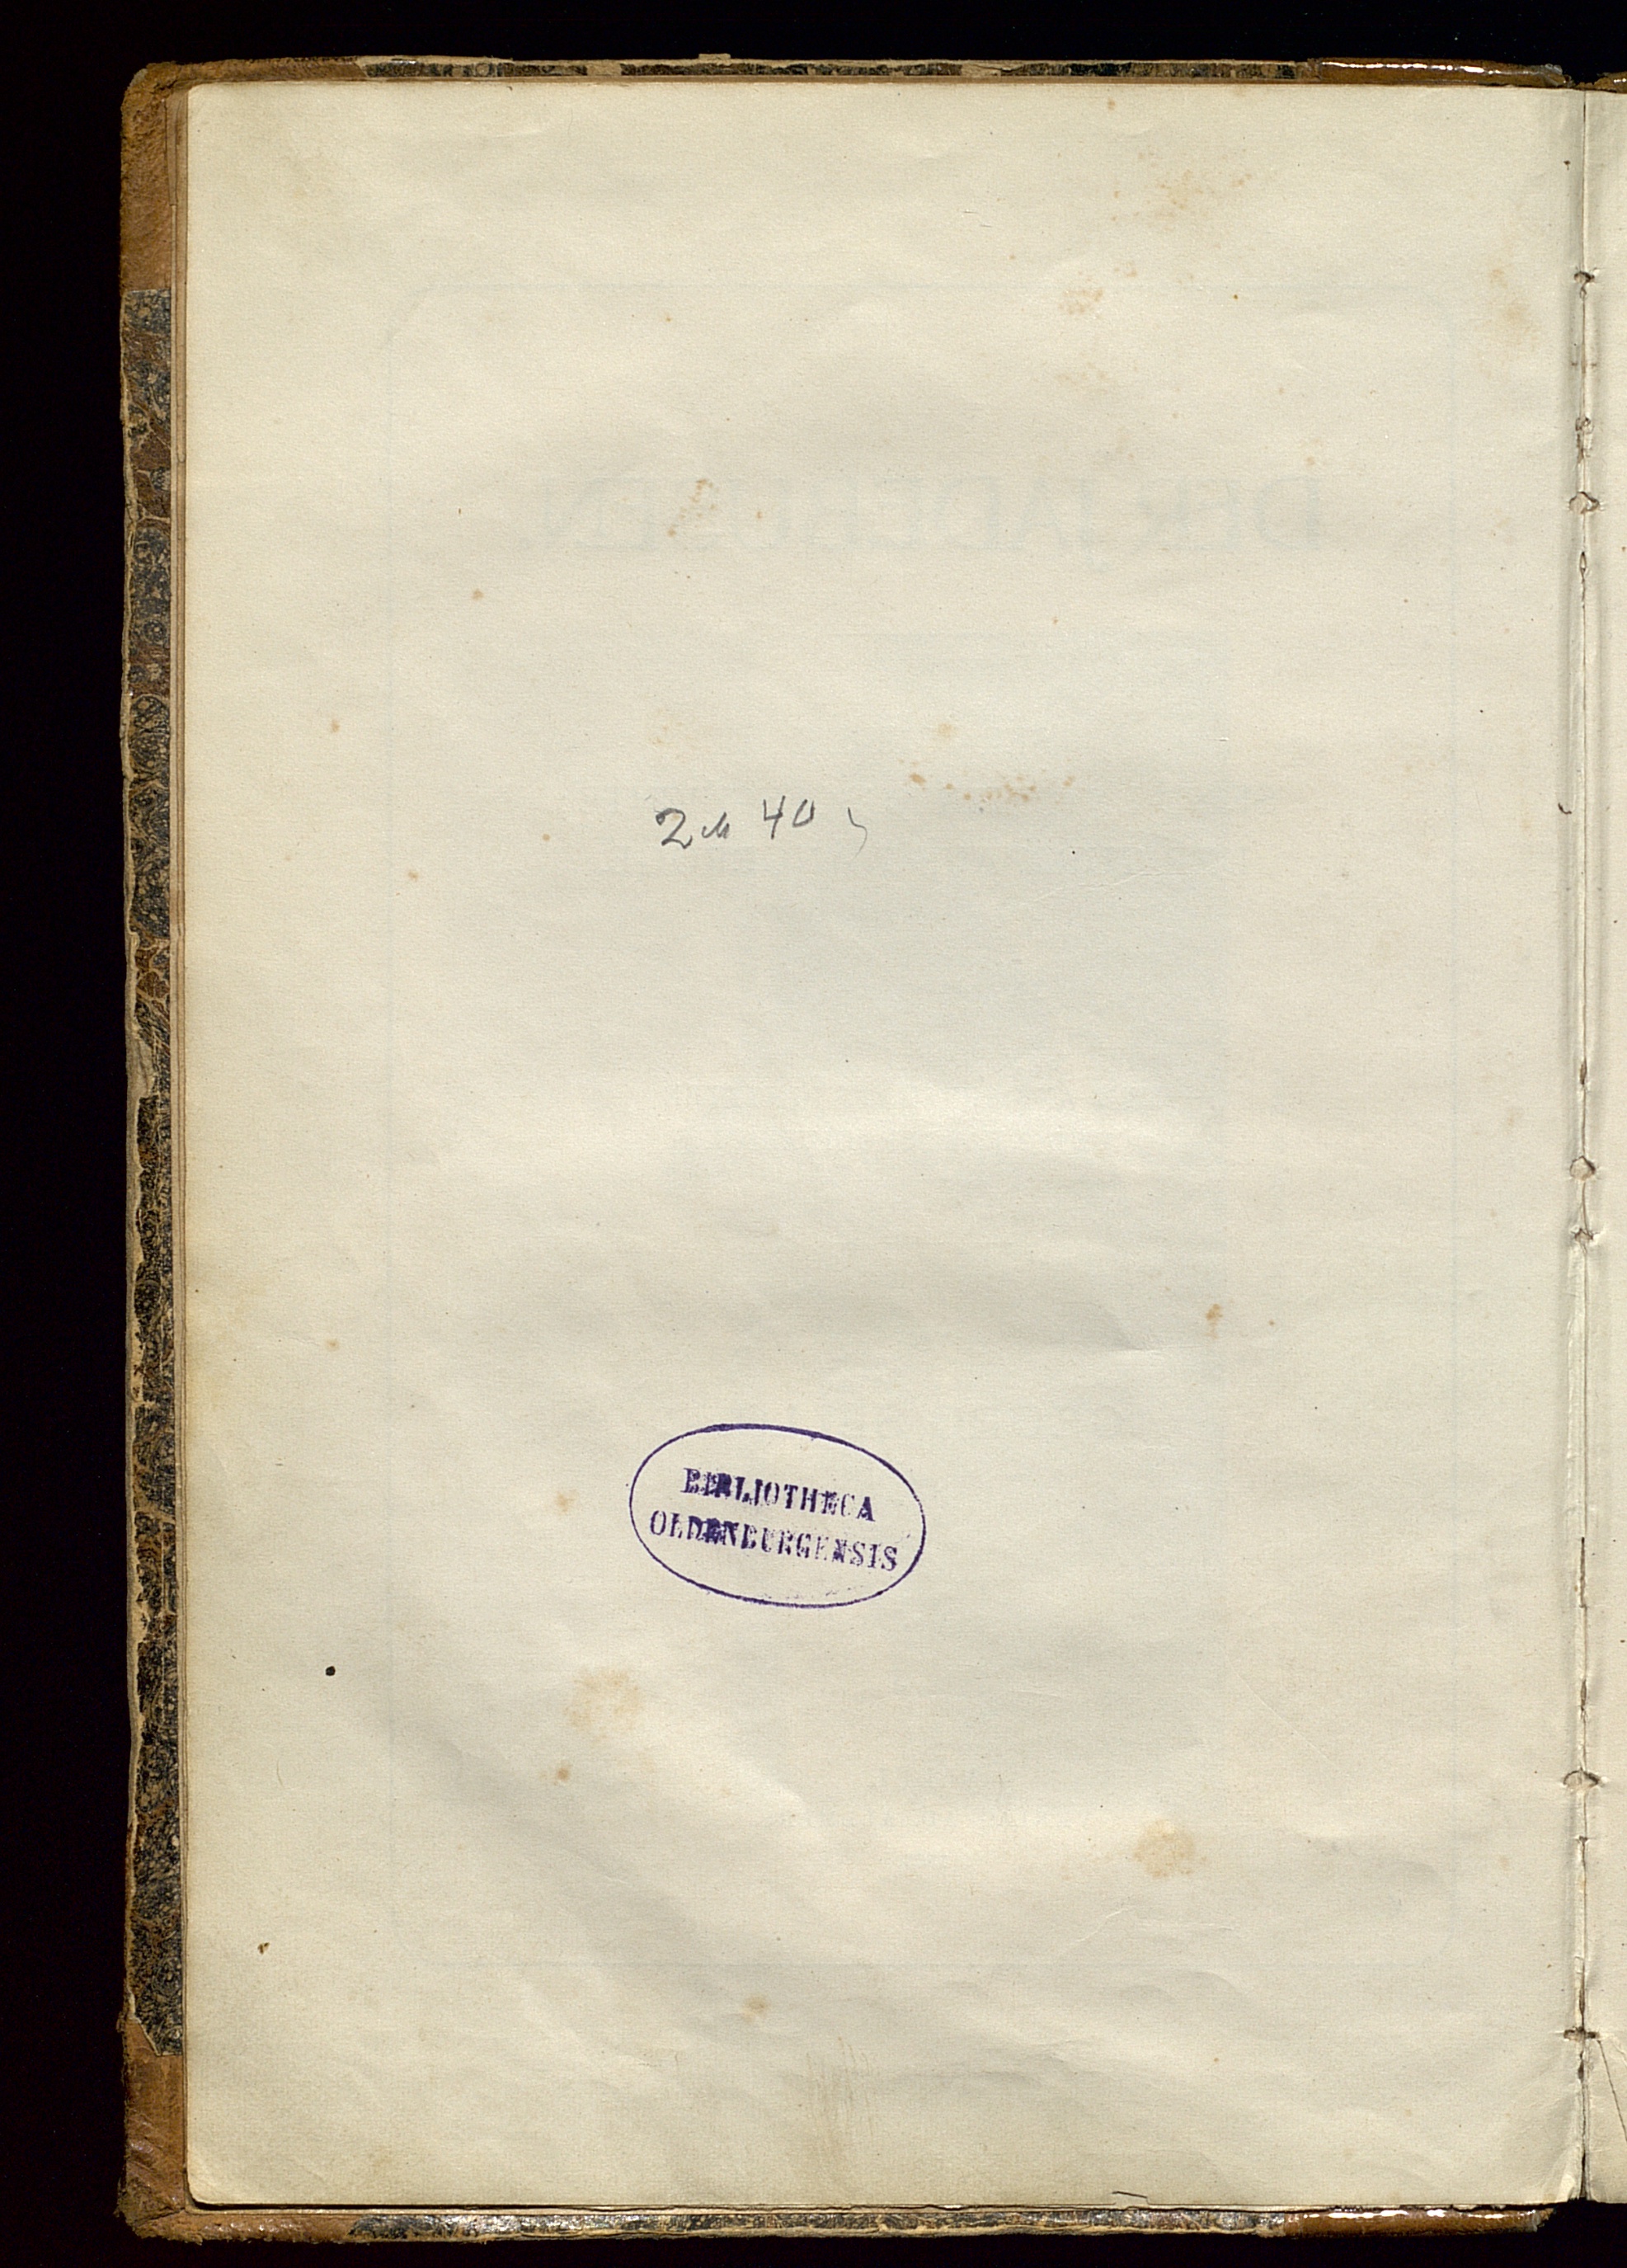 2 M 40
BIBLIOTHECA
OLDENBURGENSIS